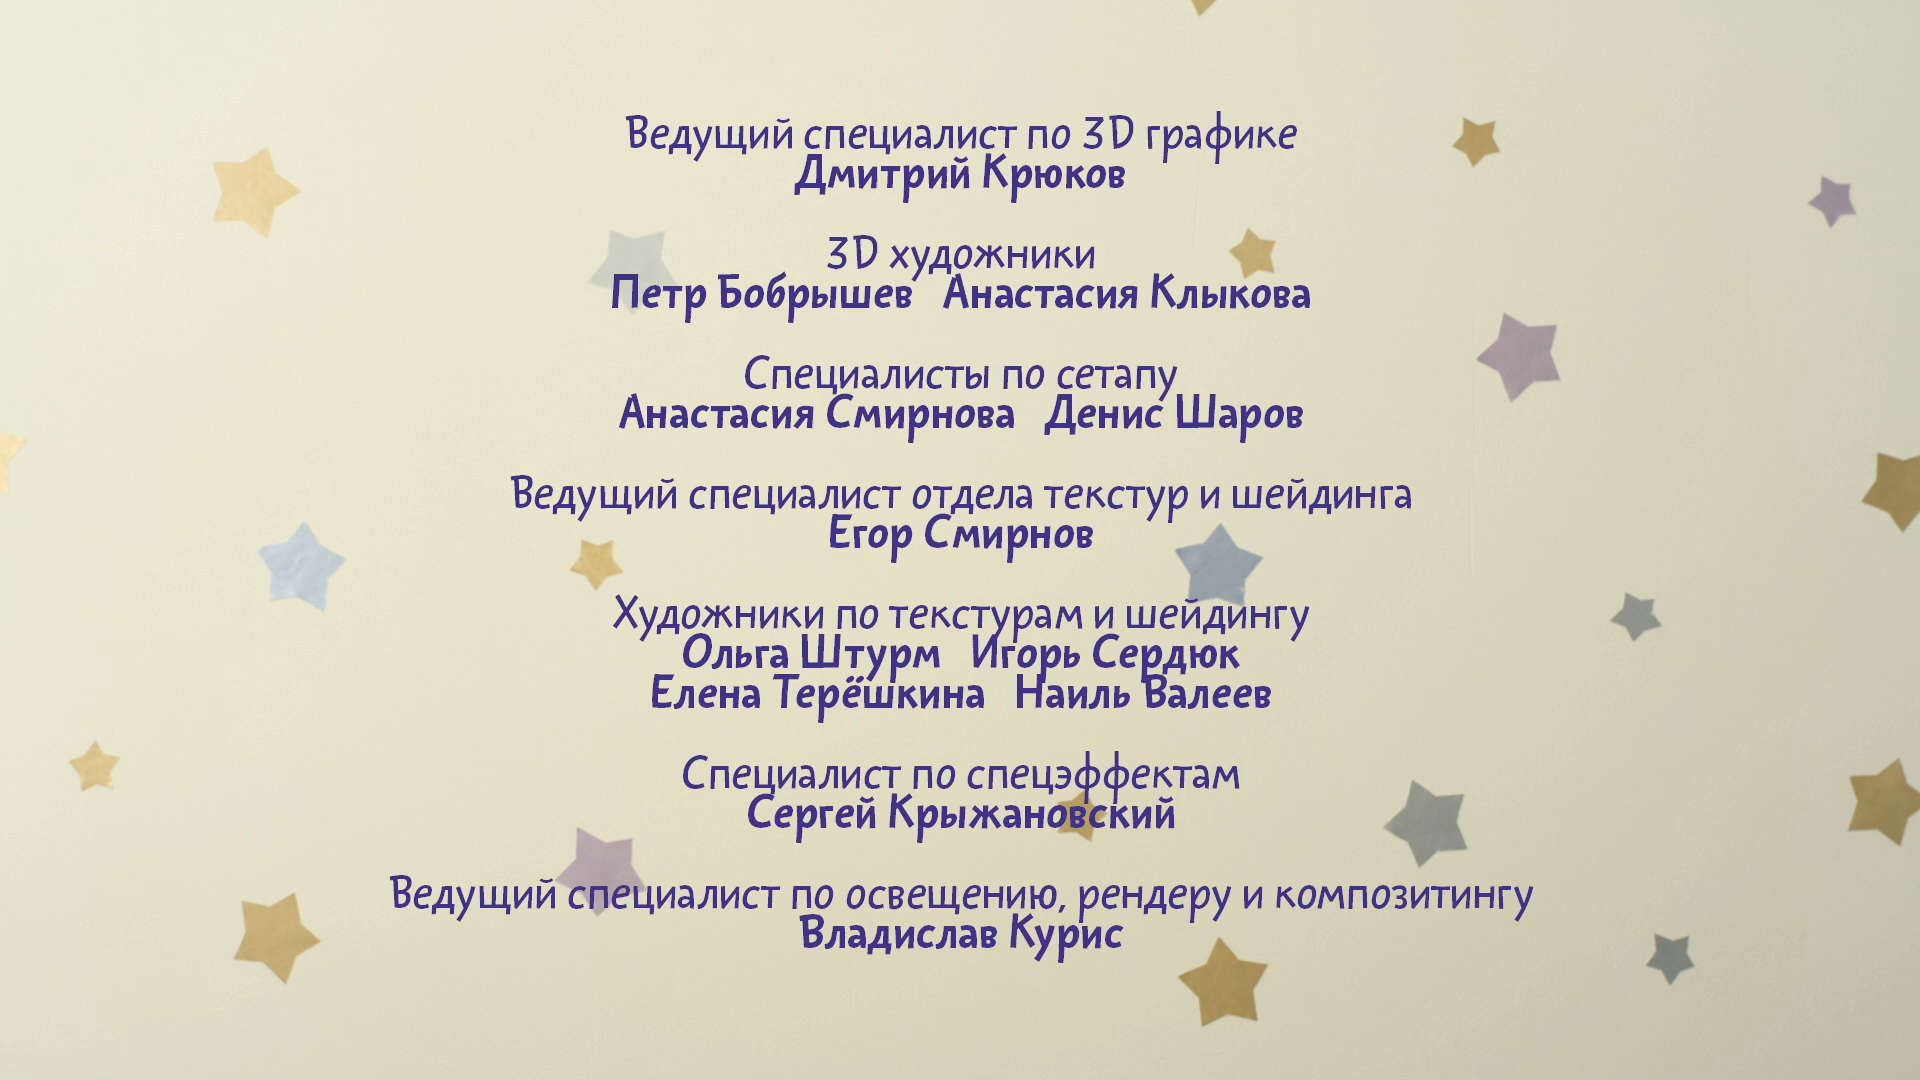 Ведущий специалист по 3D графике
Дмитрий Крюков
3D художники
Петр Бобрышев   Анастасия Клыкова
Специалисты по сетапу
Анастасия Смирнова   Денис Шаров
Ведущий специалист отдела текстур и шейдинга
Егор Смирнов
Художники по текстурам и шейдингу
Ольга Штурм   Игорь Сердюк
Елена Терёшкина   Наиль Валеев
Специалист по спецэффектам
Сергей Крыжановский
Ведущий специалист по освещению, рендеру и композитингу
Владислав Курис